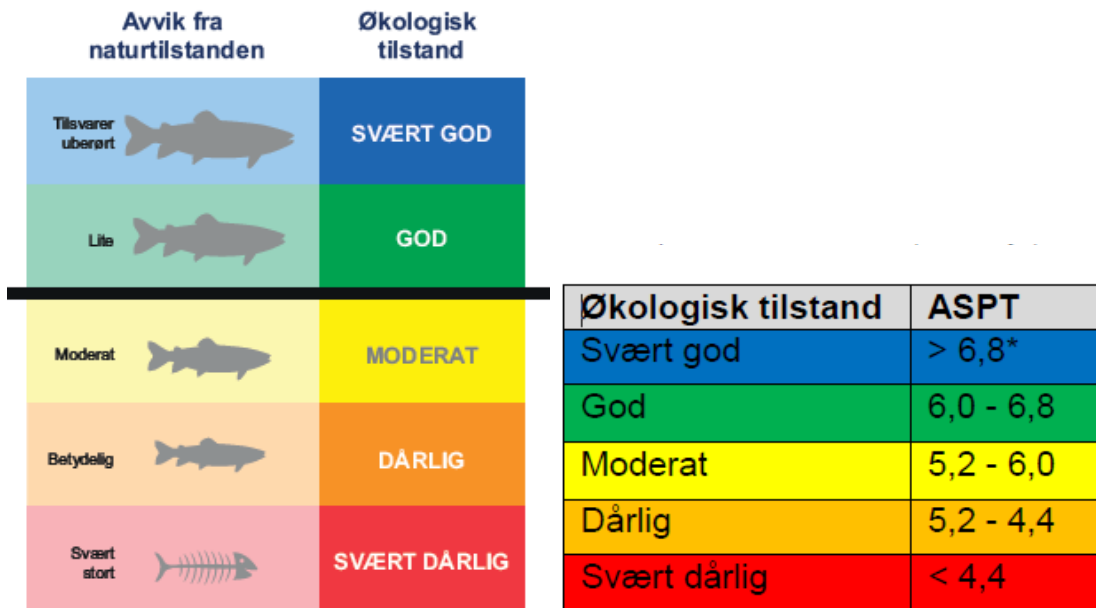 Avvik fra
naturtilstanden
Økologisk
tilstand
Tilsvarer
uberørt
SVÆRT GOD
Lite
GOD
Moderat
MODERAT
Betydelig
DÅRLIG
Svært
stort
SVÆRT DÅRLIG
Økologisk tilstand ASPT
Svært god > 6,8*
God 6,0 - 6,8
Moderat 5,2 - 6,0
Dårlig 5,2 - 4,4
Svært dårlig < 4,4